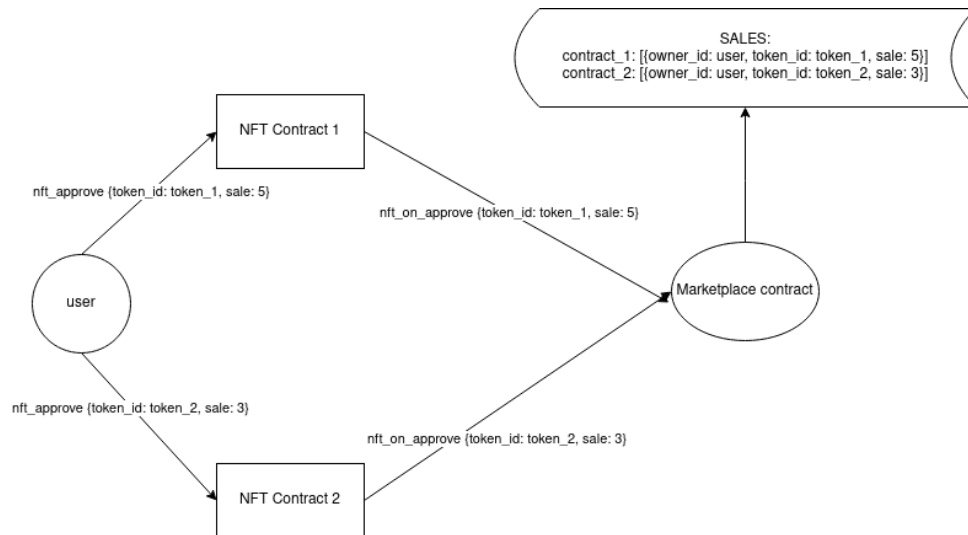 SALES:
contract_1: [{owner_id: user, token_id: token_1, sale: 5}]
contract_2: [{owner_id: user, token_id: token_2, sale: 3}]
NFT Contract 1
nft_approve {token_id: token_1, sale: 5}
nft_on_approve {token_id: token_1, sale: 5}
user
Marketplace contract
nft_approve {token_id: token_2, sale: 3}
nft_on_approve {token_id: token_2, sale: 3}
NFT Contract 2